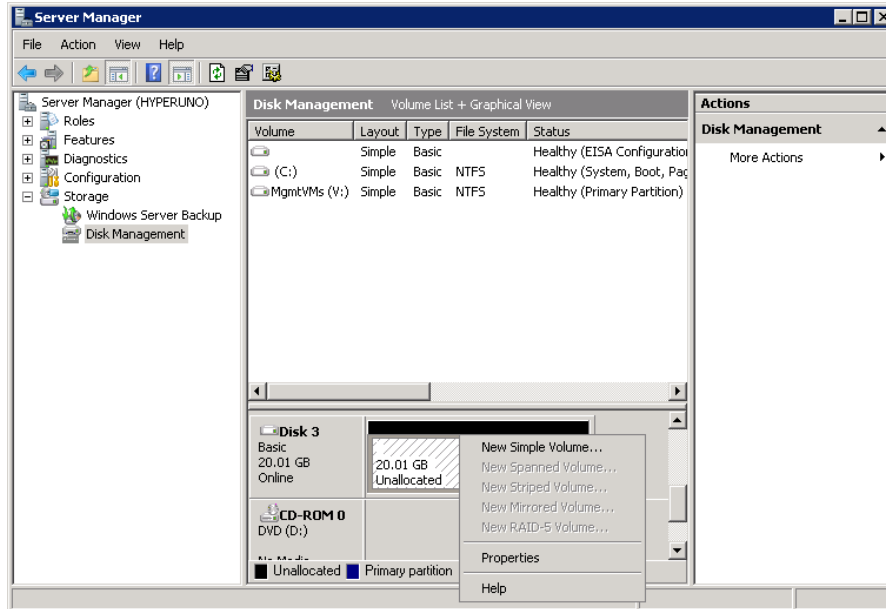 Server Manager
File Action View Help
Server Manager (HYPERUNO)
Roles
Features
Diagnostics
Configuration
Storage
Windows Server Backup
Disk Management
Disk Management Volume List + Graphical View
Volume Layout Type File System Status
Simple Basic Healthy (EISA Configuration
(C:) Simple Basic NTFS Healthy (System, Boot, Pag
MgmtVMs (V:) Simple Basic NTFS Healthy (Primary Partition)
Disk 3
Basic
20.01 GB
Online
20.01 GB
Unallocated
CD-ROM 0
DVD (D:)
No Media
Unallocated Primary partition
New Simple Volume...
New Spanned Volume...
New Striped Volume...
New Mirrored Volume...
New RAID-5 Volume...
Properties
Help
Actions
Disk Management
More Actions